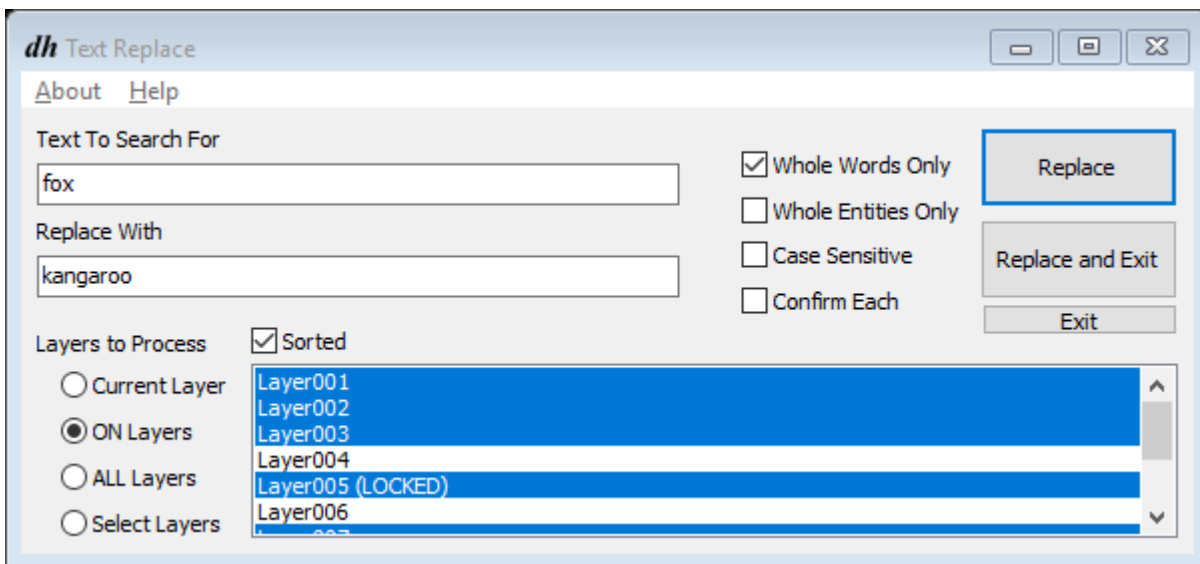 dh Text Replace
About Help
Text To Search For
fox
Replace With
kangaroo
Whole Words Only
Whole Entities Only
Case Sensitive
Confirm Each
Replace
Replace and Exit
Exit
Layers to Process
Sorted
Current Layer
ON Layers
ALL Layers
Select Layers
Layer001
Layer002
Layer003
Layer004
Layer005 (LOCKED)
Layer006